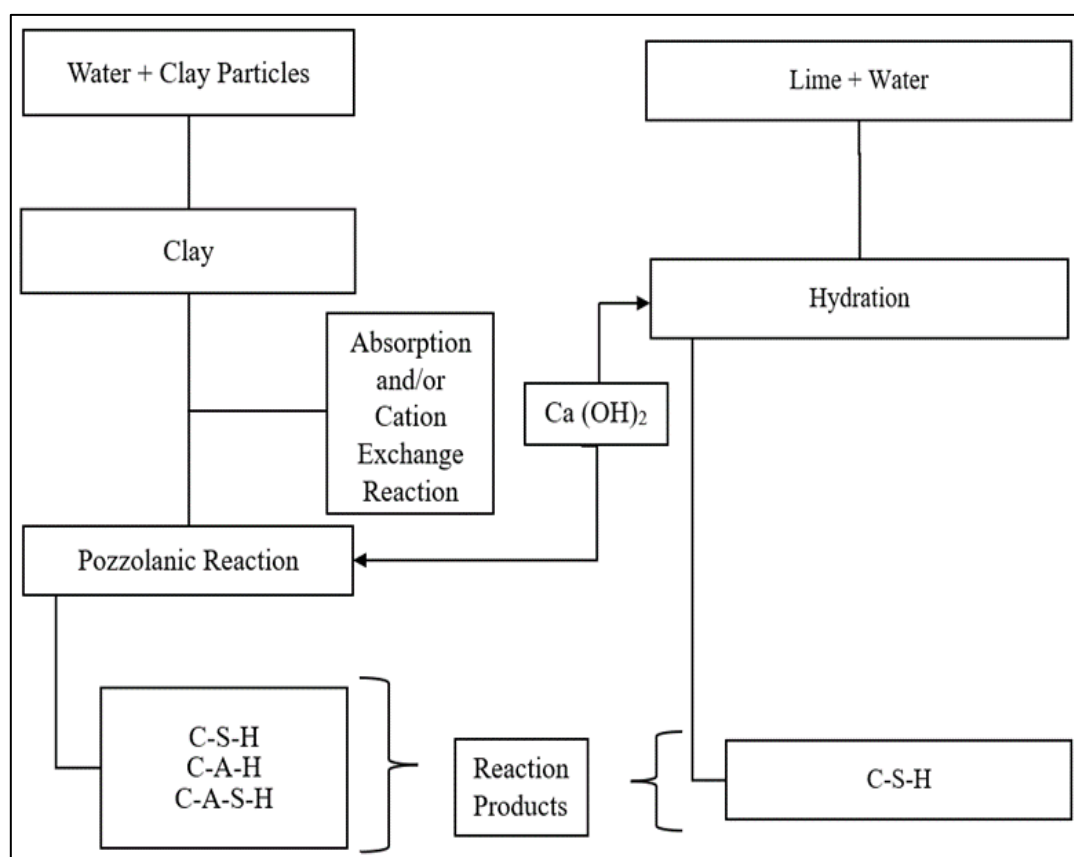 Water + Clay Particles
Lime + Water
Clay
Hydration
Absorption
and/or
Cation
Exchange
Reaction
Ca (OH)₂
Pozzolanic Reaction
C-S-H
C-A-H
C-A-S-H
Reaction
Products
C-S-H